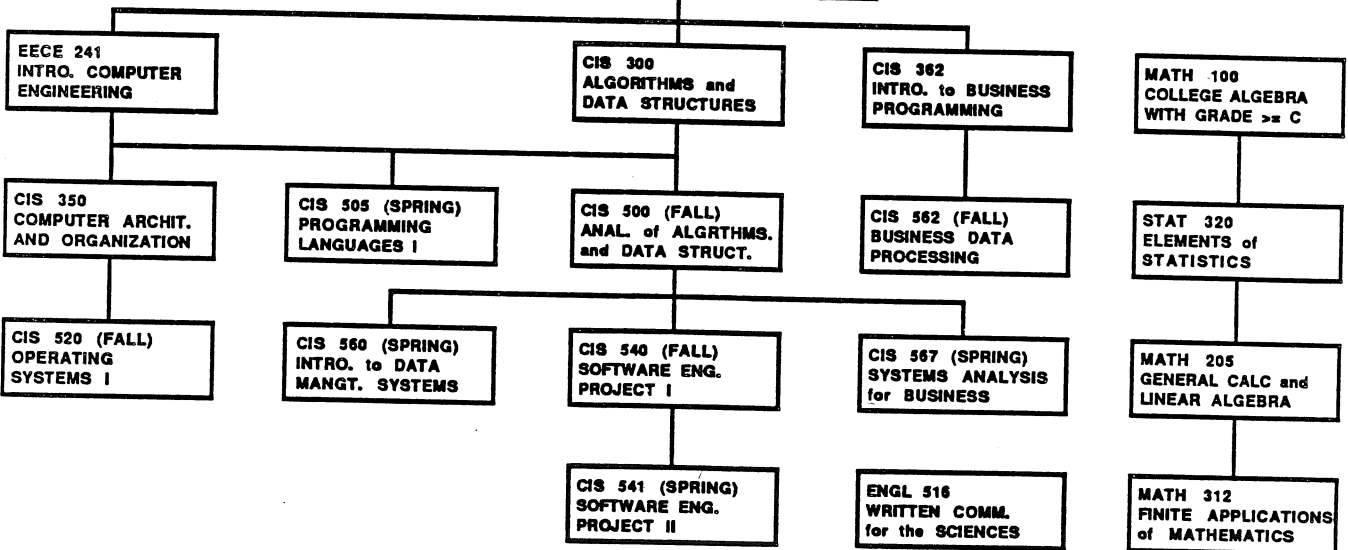 EECE 241
INTRO. COMPUTER
ENGINEERING
CIS 300
ALGORITHMS and
DATA STRUCTURES
CIS 362
INTRO. to BUSINESS
PROGRAMMING
MATH 100
COLLEGE ALGEBRA
WITH GRADE >= C
CIS 350
COMPUTER ARCHIT.
AND ORGANIZATION
CIS 505 (SPRING)
PROGRAMMING
LANGUAGES I
CIS 500 (FALL)
ANAL. of ALGRTHMS.
and DATA STRUCT.
CIS 562 (FALL)
BUSINESS DATA
PROCESSING
STAT 320
ELEMENTS of
STATISTICS
CIS 520 (FALL)
OPERATING
SYSTEMS I
CIS 560 (SPRING)
INTRO. to DATA
MANGT. SYSTEMS
CIS 540 (FALL)
SOFTWARE ENG.
PROJECT I
CIS 567 (SPRING)
SYSTEMS ANALYSIS
for BUSINESS
MATH 205
GENERAL CALC and
LINEAR ALGEBRA
CIS 541 (SPRING)
SOFTWARE ENG.
PROJECT II
ENGL 516
WRITTEN COMM.
for the SCIENCES
MATH 312
FINITE APPLICATIONS
of MATHEMATICS